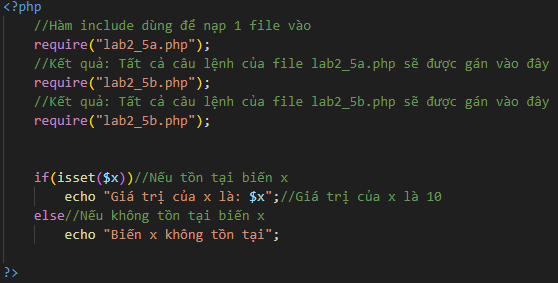 <?php
//Hàm include dùng để nạp 1 file vào
require("lab2_5a.php");
//Kết quả: Tất cả câu lệnh của file lab2_5a.php sẽ được gán vào đây
require("lab2_5a.php");
//Kết quả: Tất cả câu lệnh của file lab2_5b.php sẽ được gán vào đây
require("lab2_5b.php");
if(isset($x))//Nếu tồn tại biến x
echo "Giá trị của x là: $x";//Giá trị của x là 10
else//Nếu không tồn tại biến x
echo "Biến x không tồn tại";
?>